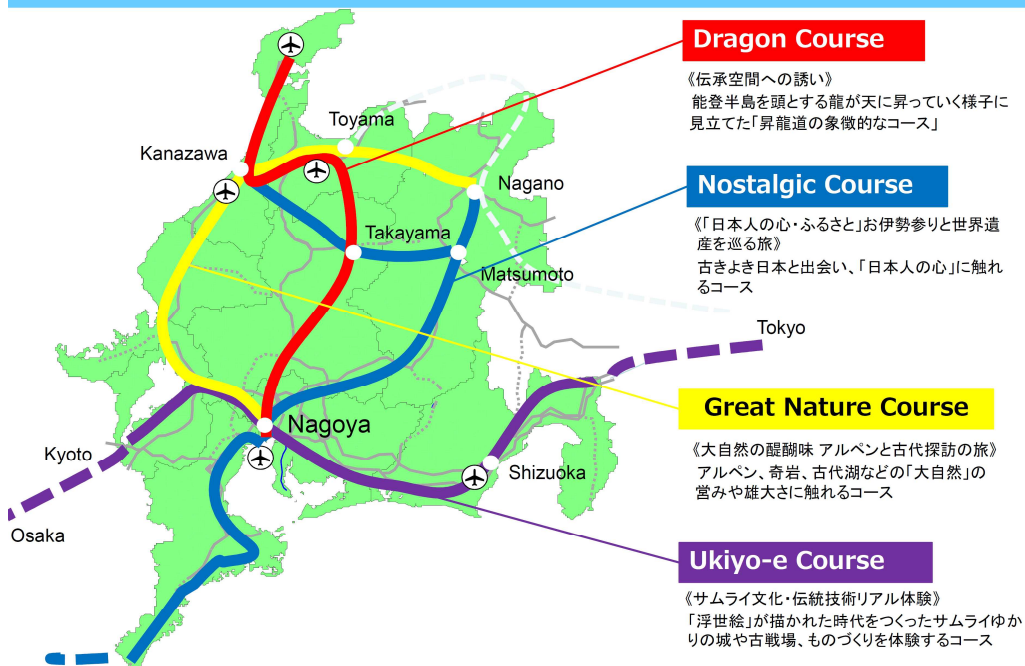 Dragon Course
《伝承空間への誘い》
能登半島を頭とする龍が天に昇っていく様子に
見立てた「昇龍道の象徴的なコース」
Toyama
Kanazawa
Nagano
Nostalgic Course
Takayama
Matsumoto
《「日本人の心・ふるさと」お伊勢参りと世界遺
産を巡る旅》
古きよき日本と出会い、「日本人の心」に触れ
るコース
Tokyo
Great Nature Course
Nagoya
Kyoto
Shizuoka
《大自然の醍醐味 アルペンと古代探訪の旅》
アルペン、奇岩、古代湖などの「大自然」の
営みや雄大さに触れるコース
Osaka
Ukiyo-e Course
《サムライ文化・伝統技術リアル体験》
「浮世絵」が描かれた時代をつくったサムライゆか
りの城や古戦場、ものづくりを体験するコース